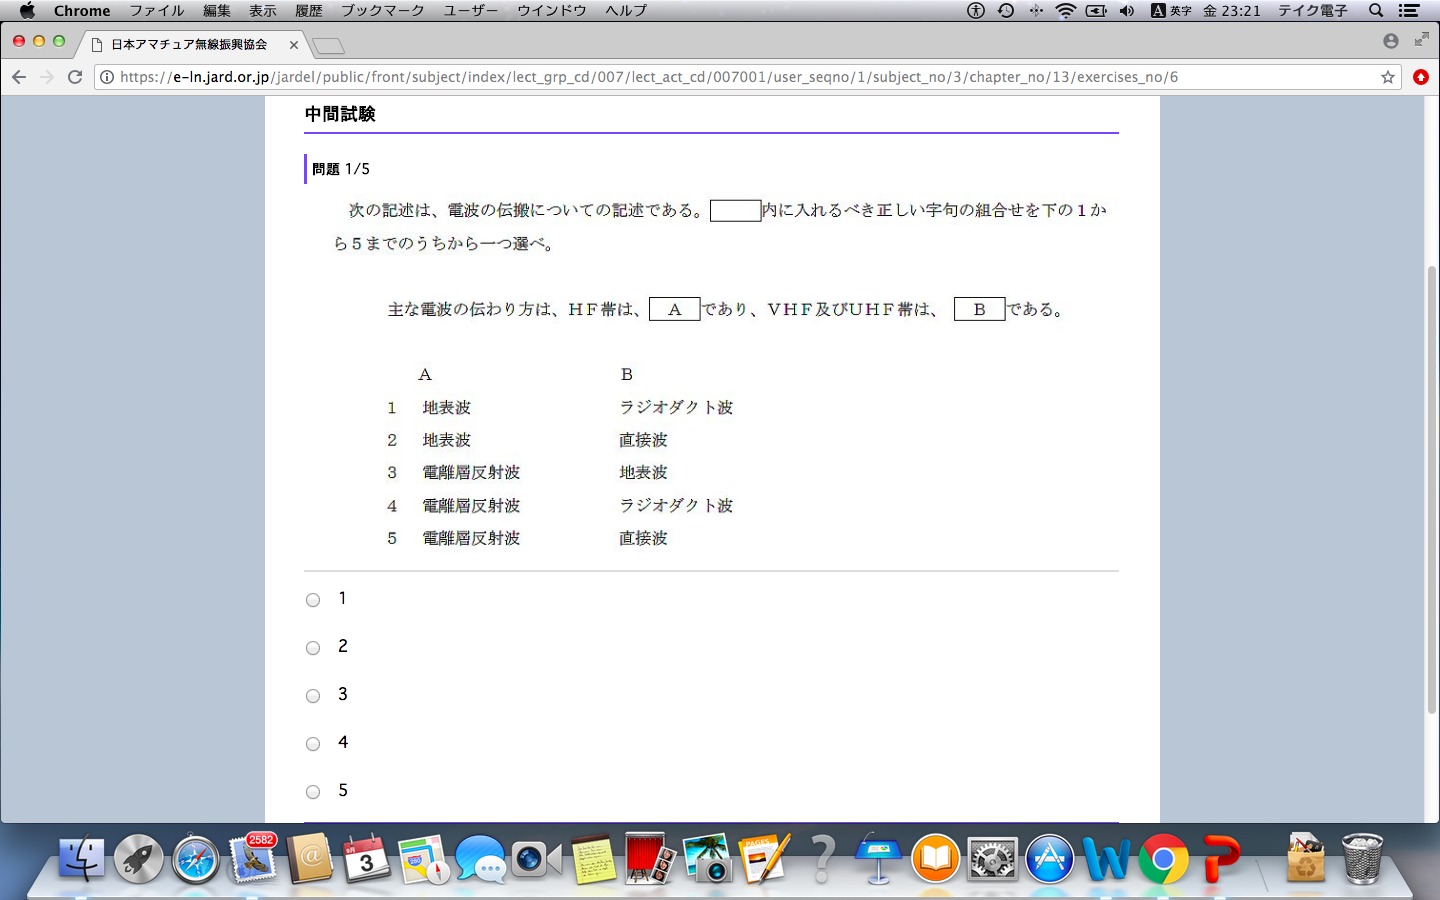 Chrome ファイル 編集 表示 履歴 ブックマーク ユーザー ウインドウ ヘルプ A 英字 金 23:21 テイク電子
日本アマチュア無線振興協会
https://e-ln.jard.or.jp/jardel/public/front/subject/index/lect_grp_cd/007/lect_act_cd/007001/user_seqno/1/subject_no/3/chapter_no/13/exercises_no/6
中間試験
問題 1/5
次の記述は、電波の伝搬についての記述である。 内に入れるべき正しい字句の組合せを下の1か
ら5までのうちから一つ選べ。
主な電波の伝わり方は、HF帯は、 A であり、VHF及びUHF帯は、 B である。
A B
1 地表波 ラジオダクト波
2 地表波 直接波
3 電離層反射波 地表波
4 電離層反射波 ラジオダクト波
5 電離層反射波 直接波
1
2
3
4
5
2582
3
280
PAGES